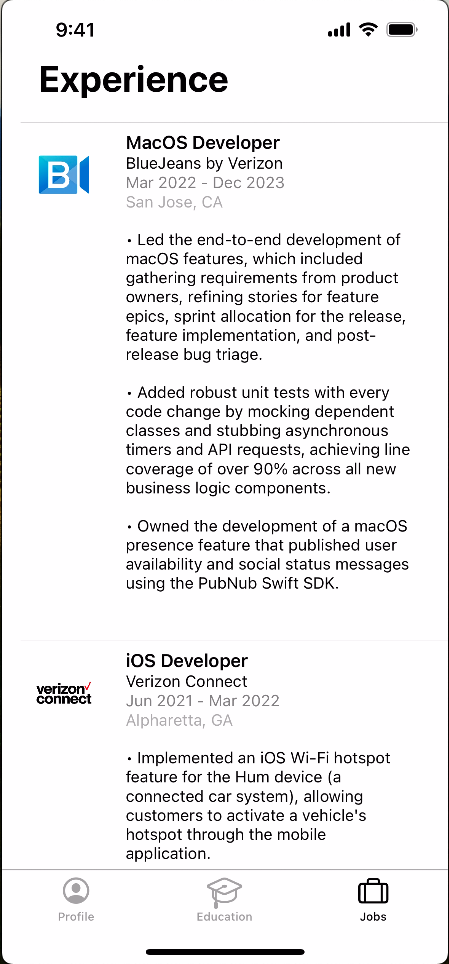 9:41
Experience
B
MacOS Developer
BlueJeans by Verizon
Mar 2022 - Dec 2023
San Jose, CA
• Led the end-to-end development of
macOS features, which included
gathering requirements from product
owners, refining stories for feature
epics, sprint allocation for the release,
feature implementation, and post-
release bug triage.
• Added robust unit tests with every
code change by mocking dependent
classes and stubbing asynchronous
timers and API requests, achieving line
coverage of over 90% across all new
business logic components.
• Owned the development of a macOS
presence feature that published user
availability and social status messages
using the PubNub Swift SDK.
verizon
connect
iOS Developer
Verizon Connect
Jun 2021 - Mar 2022
Alpharetta, GA
• Implemented an iOS Wi-Fi hotspot
feature for the Hum device (a
connected car system), allowing
customers to activate a vehicle's
hotspot through the mobile
application.
Profile
Education
Jobs